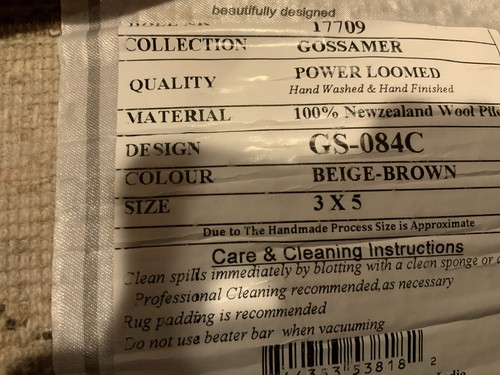 beautifully designed
17709
COLLECTION GOSSAMER
QUALITY POWER LOOMED
Hand Washed & Hand Finished
MATERIAL 100% Newzealand Wool Pile
DESIGN GS-084C
COLOUR BEIGE-BROWN
SIZE 3 X 5
Due to The Handmade Process Size is Approximate
Care & Cleaning Instructions
Clean spills immediately by blotting with a clean sponge or
Professional Cleaning recommended,as necessary
Rug padding is recommended
Do not use beater bar when vacuuming
53818 2